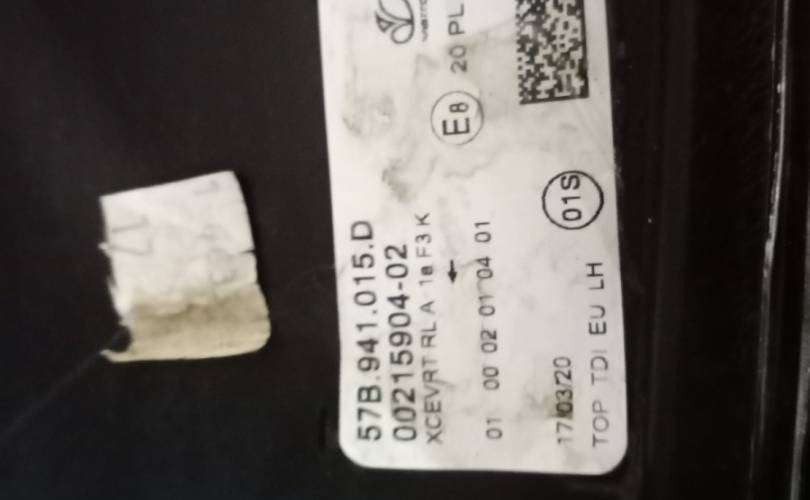 57B.941.015.D
00215904-02
XCEVRT RL A 1a F3 K
E8 20 PL
01 00 02 01 04 01
17/03/20
TOP TDI EU LH
01S